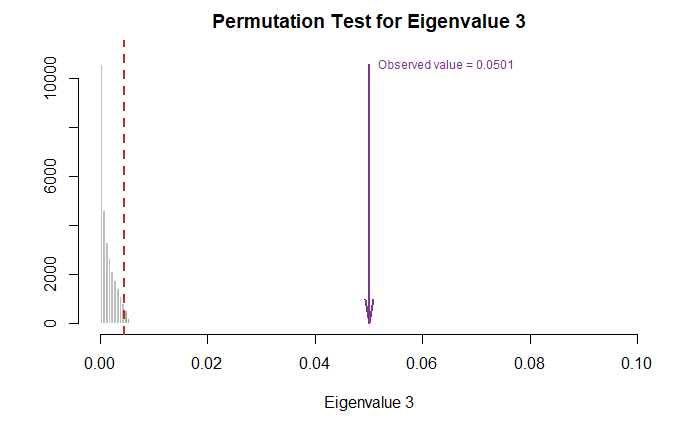 Permutation Test for Eigenvalue 3
Observed value = 0.0501
10000
6000
2000
0
0.00 0.02 0.04 0.06 0.08 0.10
Eigenvalue 3